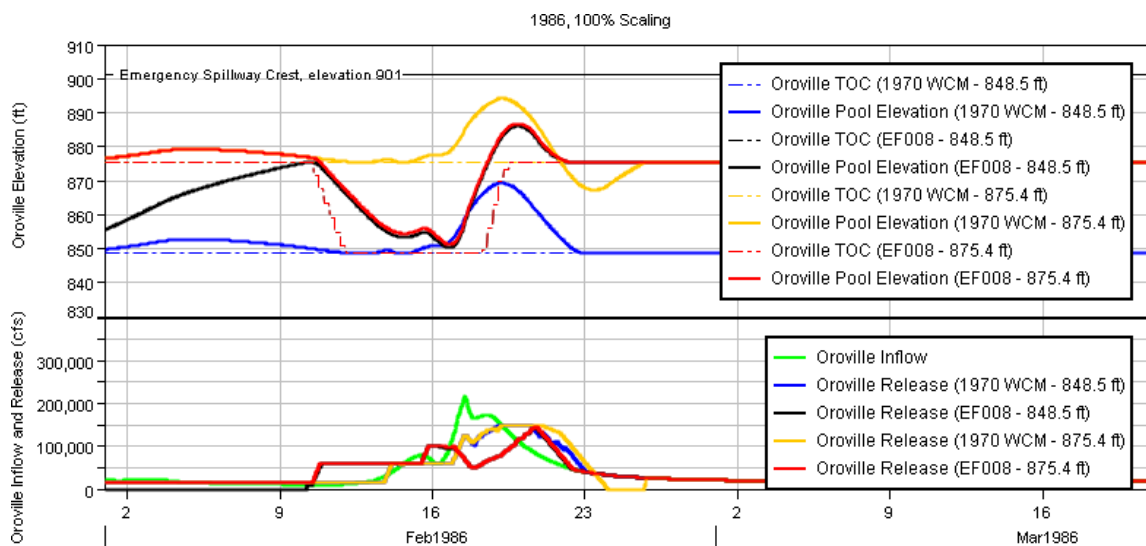 1986, 100% Scaling
Oroville Elevation (ft)
910
900
890
880
870
860
850
840
830
Emergency Spillway Crest, elevation 901
Oroville TOC (1970 WCM - 848.5 ft)
Oroville Pool Elevation (1970 WCM - 848.5 ft)
Oroville TOC (EF008 - 848.5 ft)
Oroville Pool Elevation (EF008 - 848.5 ft)
Oroville TOC (1970 WCM - 875.4 ft)
Oroville Pool Elevation (1970 WCM - 875.4 ft)
Oroville TOC (EF008 - 875.4 ft)
Oroville Pool Elevation (EF008 - 875.4 ft)
Oroville Inflow and Release (cfs)
300,000
200,000
100,000
0
Oroville Inflow
Oroville Release (1970 WCM - 848.5 ft)
Oroville Release (EF008 - 848.5 ft)
Oroville Release (1970 WCM - 875.4 ft)
Oroville Release (EF008 - 875.4 ft)
2 9 16 23 2 9 16
Feb1986 Mar1986